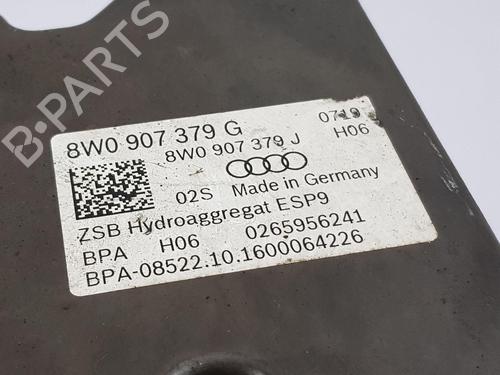 8W0 907 379 G 0719
8W0 907 379 J H06
02S Made in Germany
ZSB Hydroaggregat ESP9
BPA H06 0265956241
BPA-08522.10.1600064226
B-PARTS